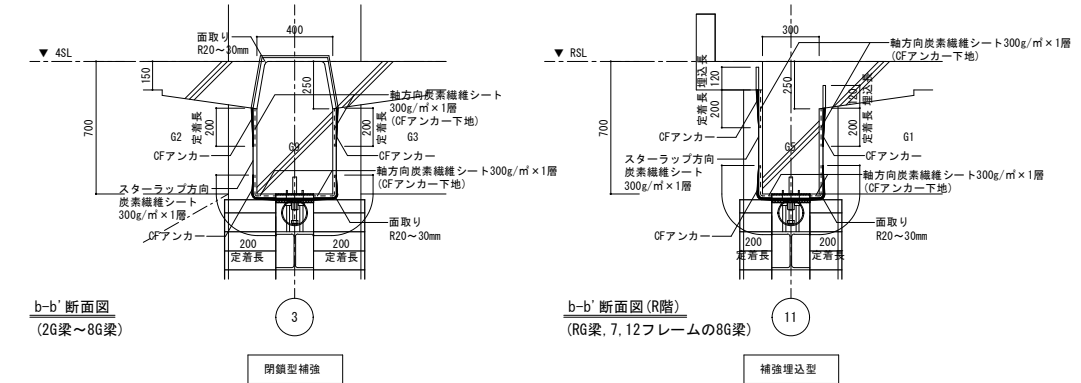 面取り
R20～30mm
400
▼ 4SL
150
700
250
軸方向炭素繊維シート
300g/㎡×1層
(CFアンカー下地)
定着長
200
G2
G9
200
定着長
G3
CFアンカー
CFアンカー
スターラップ方向
炭素繊維シート
300g/㎡×1層
軸方向炭素繊維シート300g/㎡×1層
(CFアンカー下地)
CFアンカー
面取り
R20～30mm
200
定着長
200
定着長
b-b' 断面図
(2G梁～8G梁)
3
閉鎖型補強
300
▼ RSL
軸方向炭素繊維シート300g/㎡×1層
(CFアンカー下地)
埋込長
120
250
120
埋込長
700
定着長
200
200
定着長
G5
G1
CFアンカー
CFアンカー
スターラップ方向
炭素繊維シート
300g/㎡×1層
軸方向炭素繊維シート300g/㎡×1層
(CFアンカー下地)
CFアンカー
面取り
R20～30mm
200
定着長
200
定着長
b-b' 断面図(R階)
(RG梁, 7, 12フレームの8G梁)
11
補強埋込型